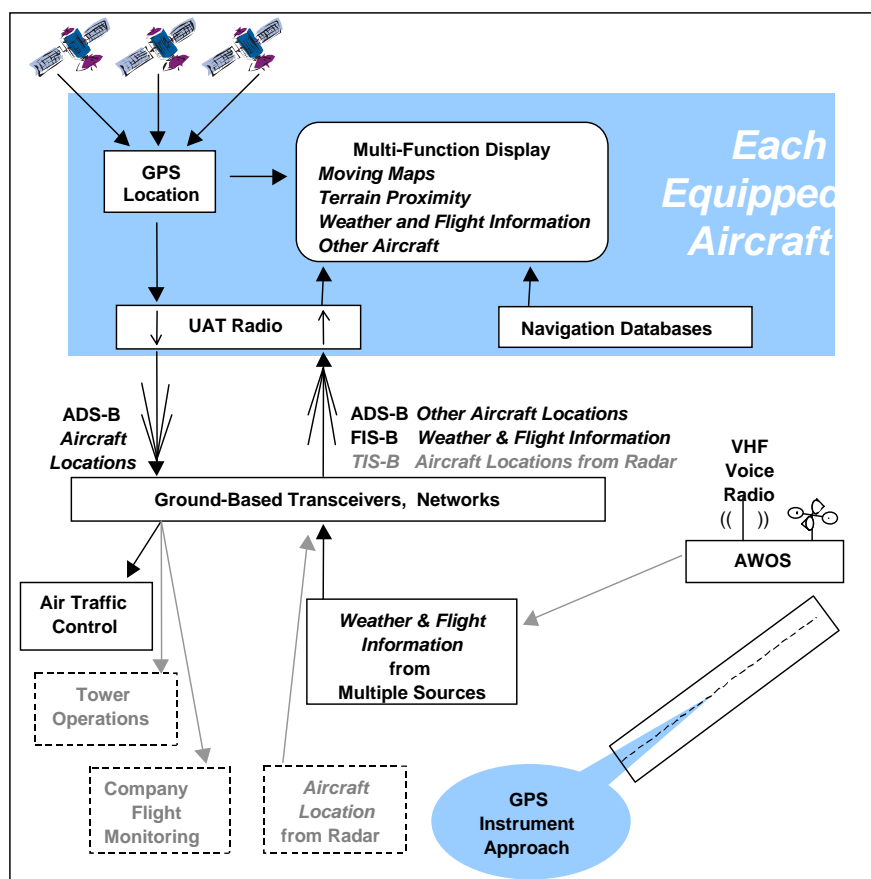 Each
Equipped
Aircraft
GPS
Location
Multi-Function Display
Moving Maps
Terrain Proximity
Weather and Flight Information
Other Aircraft
UAT Radio
Navigation Databases
ADS-B
Aircraft
Locations
ADS-B Other Aircraft Locations
FIS-B Weather & Flight Information
TIS-B Aircraft Locations from Radar
VHF
Voice
Radio
(( ))
Ground-Based Transceivers, Networks
AWOS
Air Traffic
Control
Weather & Flight
Information
from
Multiple Sources
Tower
Operations
Company
Flight
Monitoring
Aircraft
Location
from Radar
GPS
Instrument
Approach